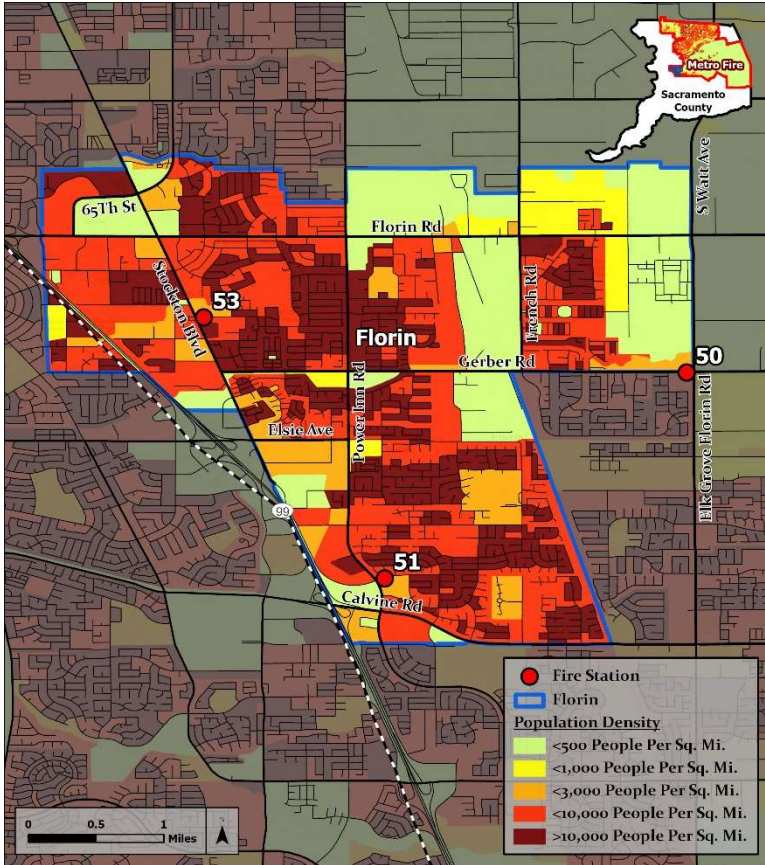 Metro Fire
Sacramento
County
S Watt Ave
65Th St
Florin Rd
Stockton Blvd
53
French Rd
Florin
Gerber Rd
50
Power Inn Rd
Elsie Ave
Elk Grove Florin Rd
99
51
Calvine Rd
Fire Station
Florin
Population Density
<500 People Per Sq. Mi.
<1,000 People Per Sq. Mi.
<3,000 People Per Sq. Mi.
<10,000 People Per Sq. Mi.
>10,000 People Per Sq. Mi.
0 0.5 1
Miles
N